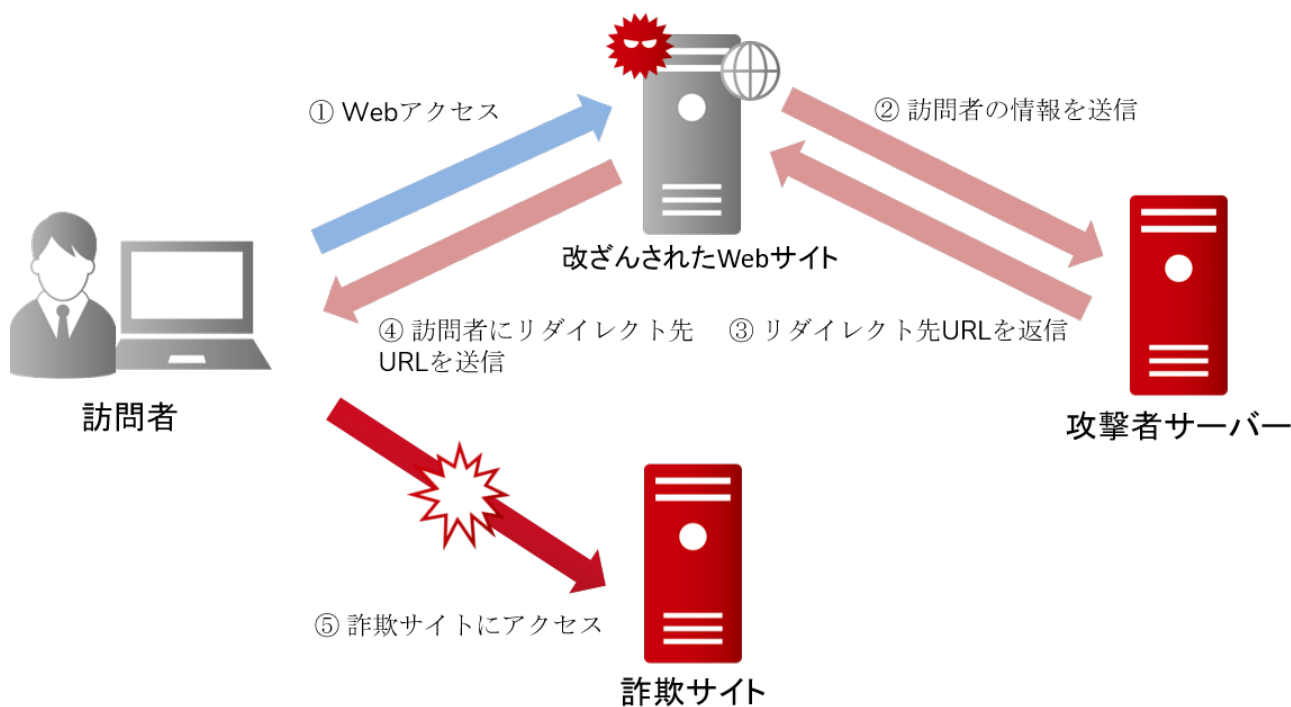 ① Webアクセス
② 訪問者の情報を送信
改ざんされたWebサイト
④ 訪問者にリダイレクト先
URLを送信
③ リダイレクト先URLを返信
訪問者
攻撃者サーバー
⑤ 詐欺サイトにアクセス
詐欺サイト